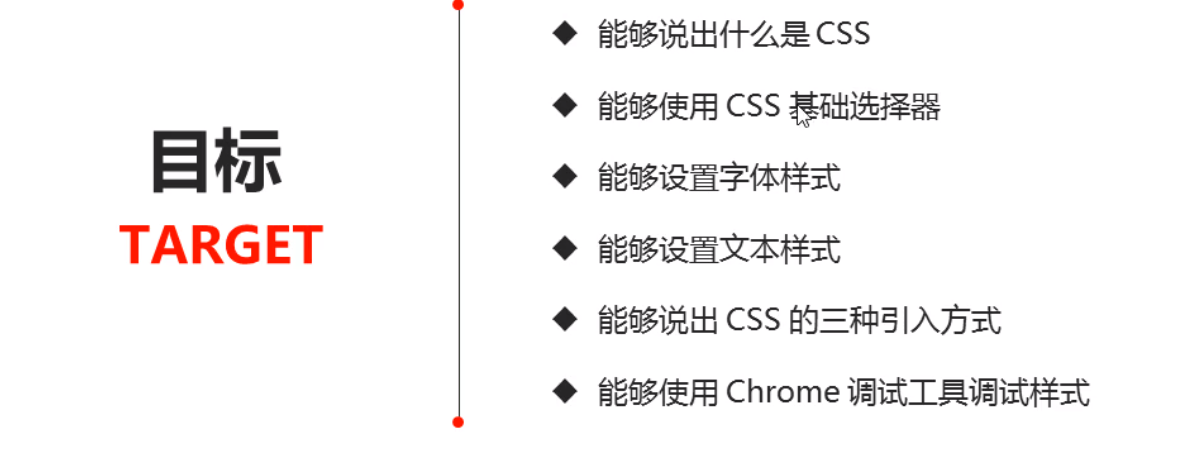 目标
TARGET
◆ 能够说出什么是 CSS
◆ 能够使用 CSS 基础选择器
◆ 能够设置字体样式
◆ 能够设置文本样式
◆ 能够说出 CSS 的三种引入方式
◆ 能够使用 Chrome 调试工具调试样式